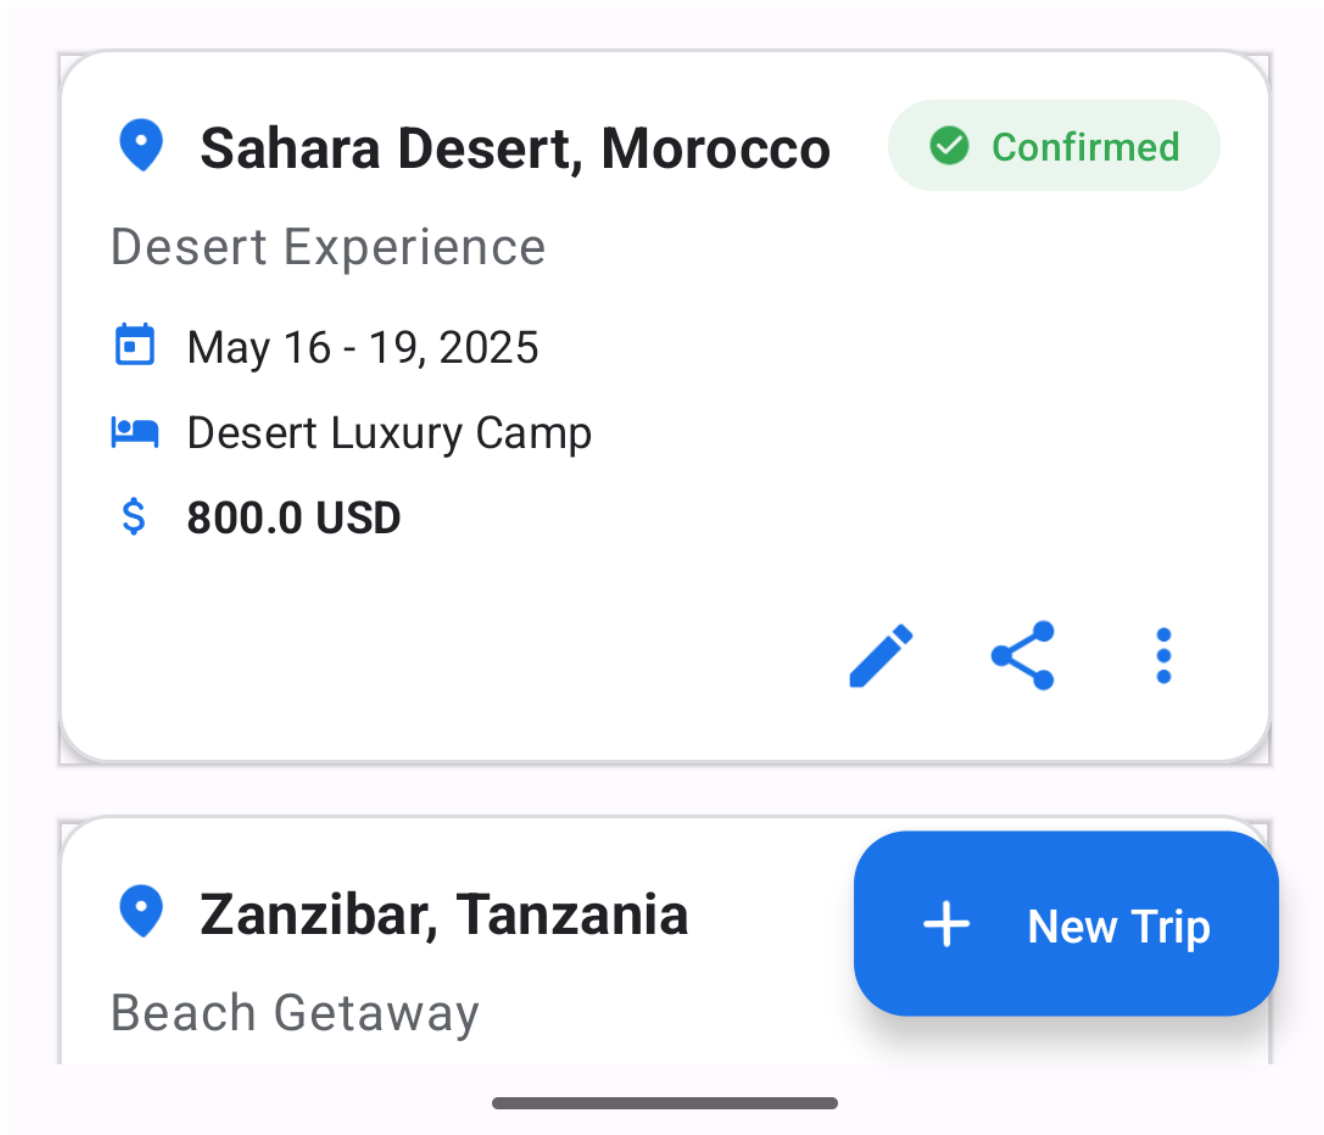 Sahara Desert, Morocco
Confirmed
Desert Experience
May 16 - 19, 2025
Desert Luxury Camp
$ 800.0 USD
Zanzibar, Tanzania
+ New Trip
Beach Getaway